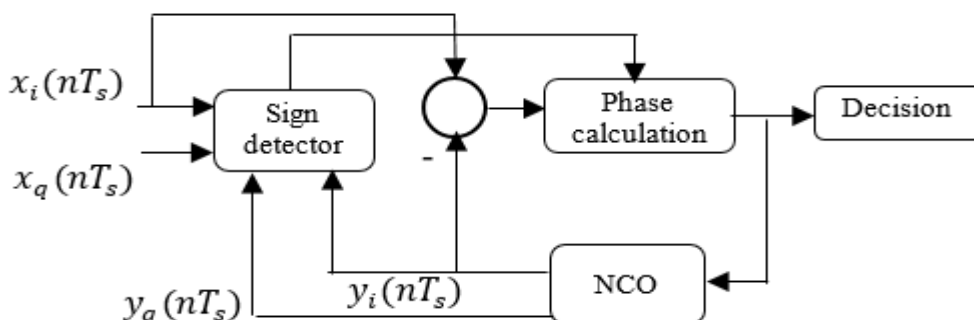 x_i(nT_s)
Sign
detector
Phase
calculation
Decision
x_q(nT_s)
-
y_i(nT_s)
NCO
y_q(nT_s)